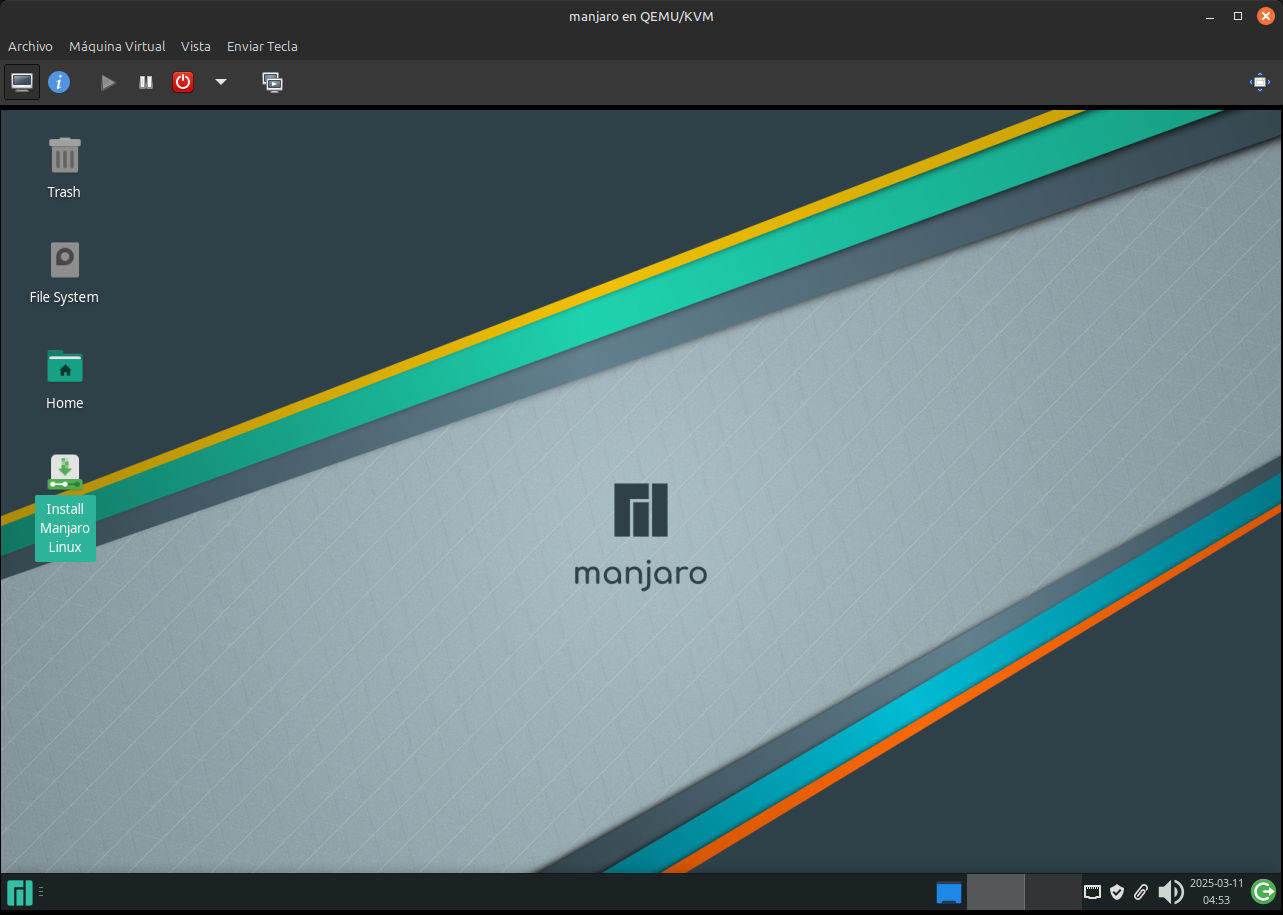 manjaro en QEMU/KVM
Archivo Máquina Virtual Vista Enviar Tecla
Trash
File System
Home
Install
Manjaro
Linux
manjaro
2025-03-11
04:53